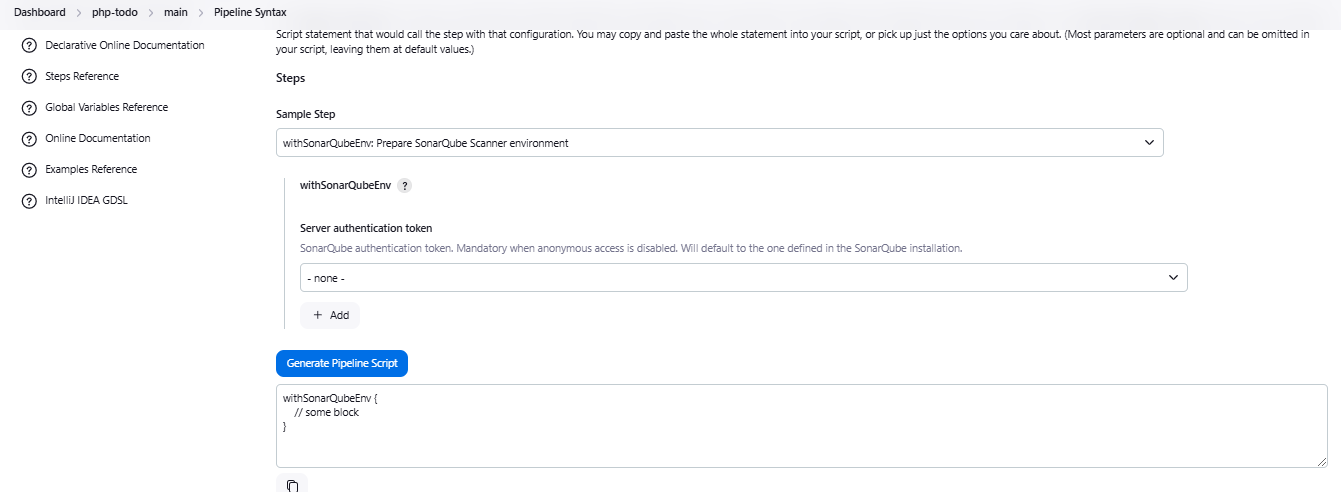 Dashboard > php-todo > main > Pipeline Syntax
Declarative Online Documentation
Steps Reference
Global Variables Reference
Online Documentation
Examples Reference
IntelliJ IDEA GDSL
Script statement that would call the step with that configuration. You may copy and paste the whole statement into your script, or pick up just the options you care about. (Most parameters are optional and can be omitted in
your script, leaving them at default values.)
Steps
Sample Step
withSonarQubeEnv: Prepare SonarQube Scanner environment
withSonarQubeEnv ?
Server authentication token
SonarQube authentication token. Mandatory when anonymous access is disabled. Will default to the one defined in the SonarQube installation.
- none -
+ Add
Generate Pipeline Script
withSonarQubeEnv {
    // some block
}